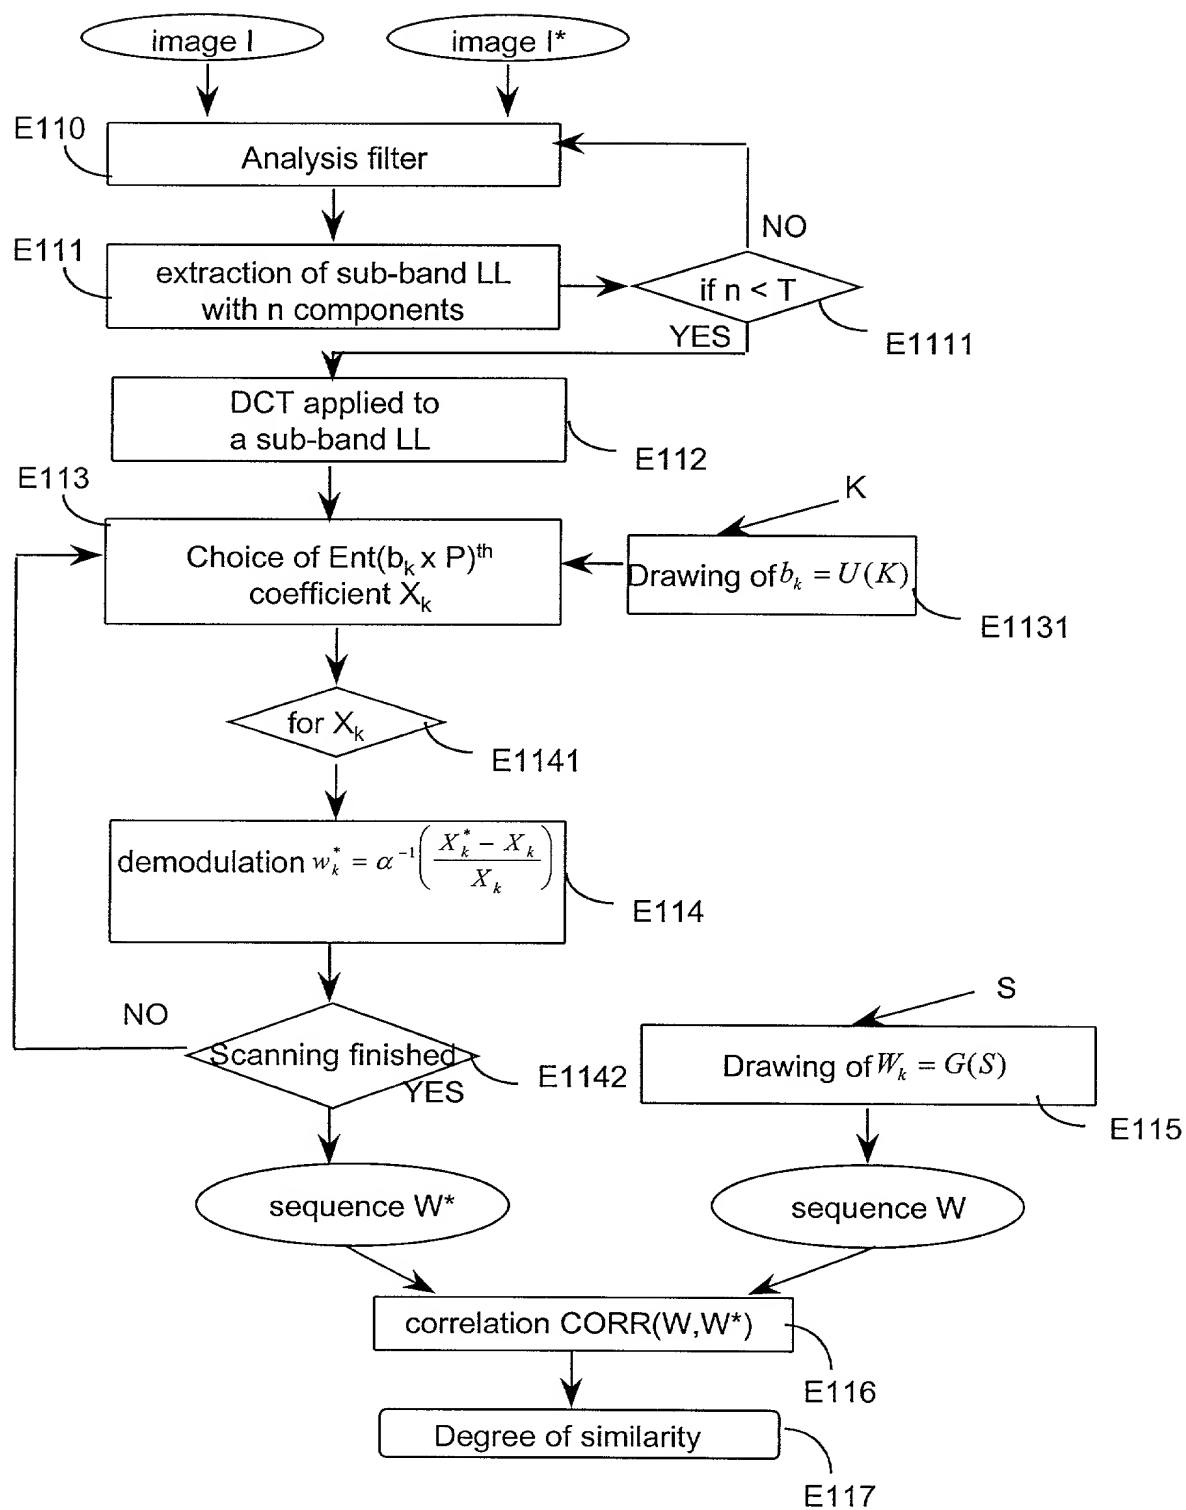 image I
image I*
E110
Analysis filter
NO
E111
extraction of sub-band LL
with n components
if n < T
YES
E1111
DCT applied to
a sub-band LL
E112
E113
K
Choice of Ent(b_k x P)^th
coefficient X_k
Drawing of b_k = U(K)
E1131
for X_k
E1141
demodulation w_k^* = α^-1((X_k^* - X_k)/X_k)
E114
NO
S
Scanning finished
YES
E1142
Drawing of W_k = G(S)
E115
sequence W*
sequence W
correlation CORR(W,W*)
E116
Degree of similarity
E117